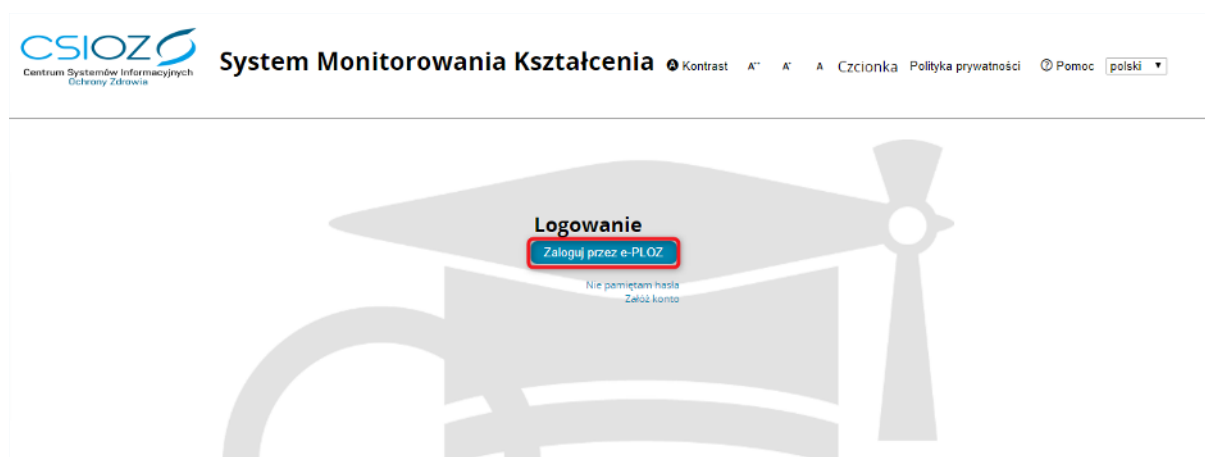 CSIOZ
Centrum Systemów Informacyjnych
Ochrony Zdrowia
System Monitorowania Kształcenia Kontrast A++ A+ A Czcionka Polityka prywatności Pomoc polski
Logowanie
Zaloguj przez e-PLOZ
Nie pamiętam hasła
Załóż konto